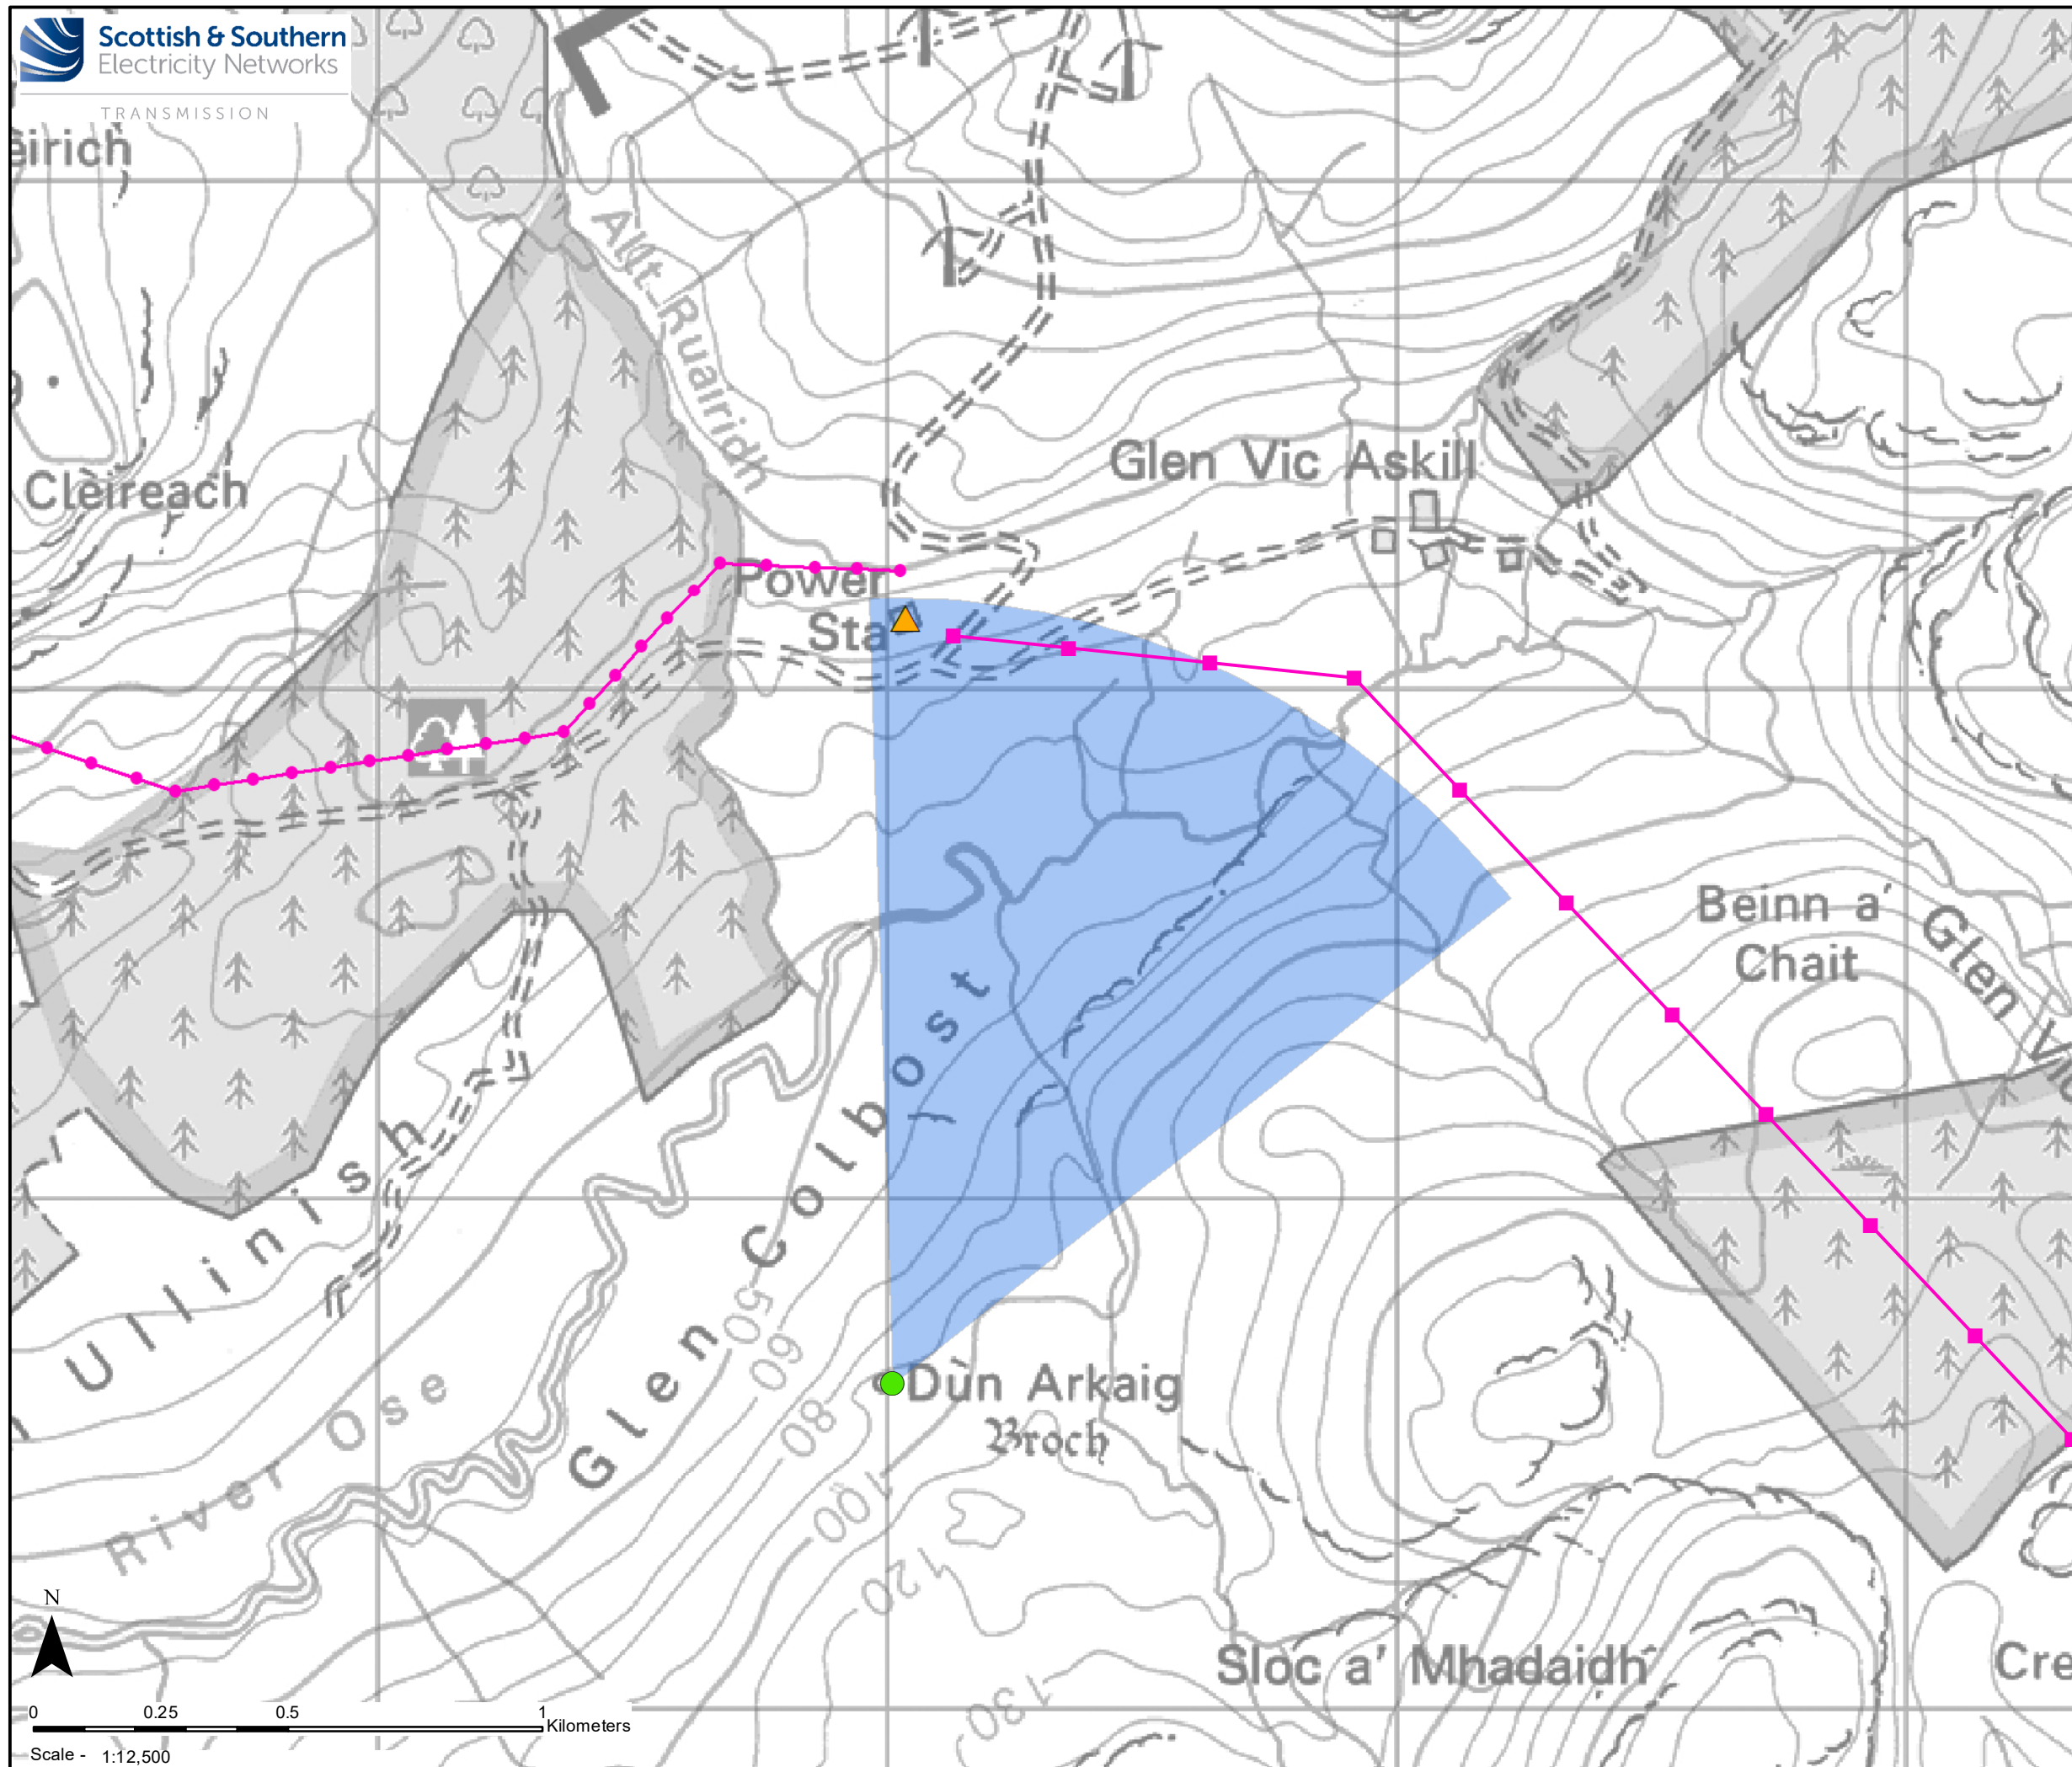 Scottish & Southern
Electricity Networks
TRANSMISSION
eirich
Allt Ruairidh
Cleireach
Glen Vic Askill
Power
Sta
Beinn a'
Chait
Glen Vic
Ullinish
Glen Colbost
River Ose
50
60
80
100
120
130
Dùn Arkaig
Broch
Sloc a' Mhadaidh
Cre
N
0 0.25 0.5 1
Kilometers
Scale - 1:12,500